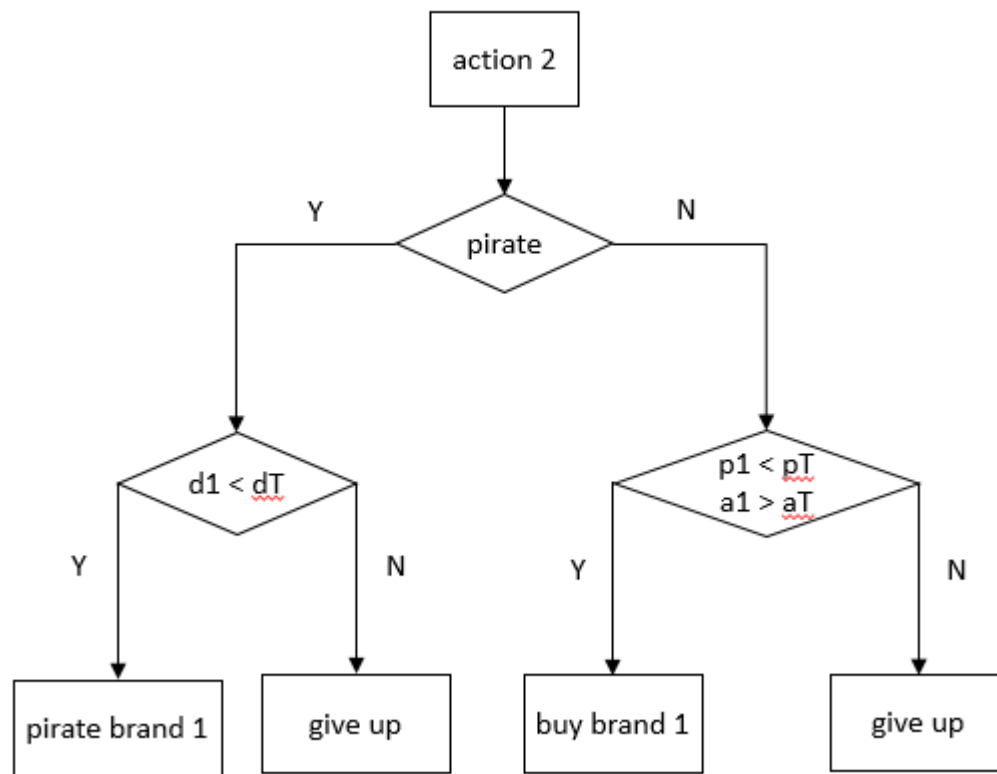 action 2
Y
N
pirate
d1 < dT
p1 < pT
a1 > aT
Y
N
Y
N
pirate brand 1
give up
buy brand 1
give up